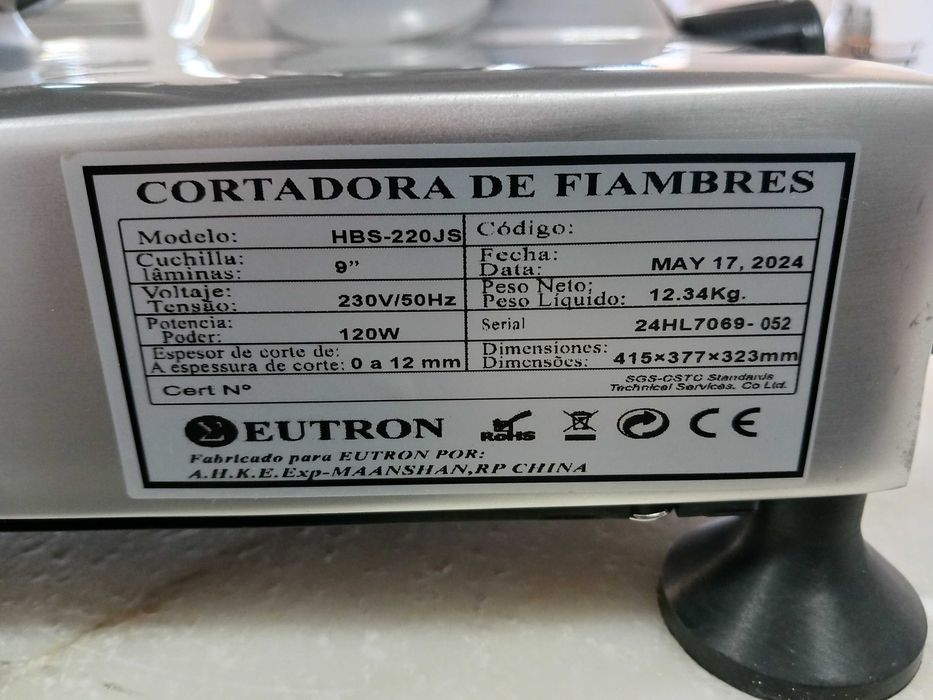 CORTADORA DE FIAMBRES
Modelo: HBS-220JS
Cuchilla:
lâminas: 9”
Voltaje:
Tensão: 230V/50Hz
Potencia:
Poder: 120W
Espesor de corte de:
A espessura de corte: 0 a 12 mm
Código:
Fecha:
Data: MAY 17, 2024
Peso Neto:
Peso Líquido: 12.34Kg.
Serial 24HL7069-052
Dimensiones:
Dimensões: 415×377×323mm
Cert Nº
SGS-CSTC Standards
Technical Services. Co Ltd.
EUTRON
RoHS
CE
Fabricado para EUTRON POR:
A.H.K.E.Exp-MAANSHAN,RP CHINA